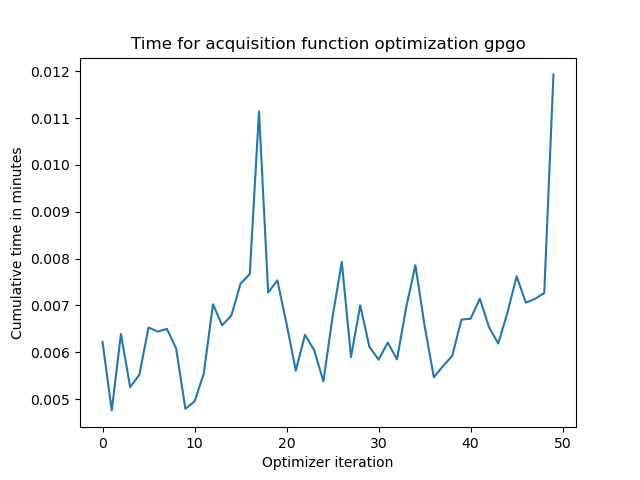 Time for acquisition function optimization gpgo
0.012
0.011
0.010
0.009
0.008
0.007
0.006
0.005
Cumulative time in minutes
0 10 20 30 40 50
Optimizer iteration